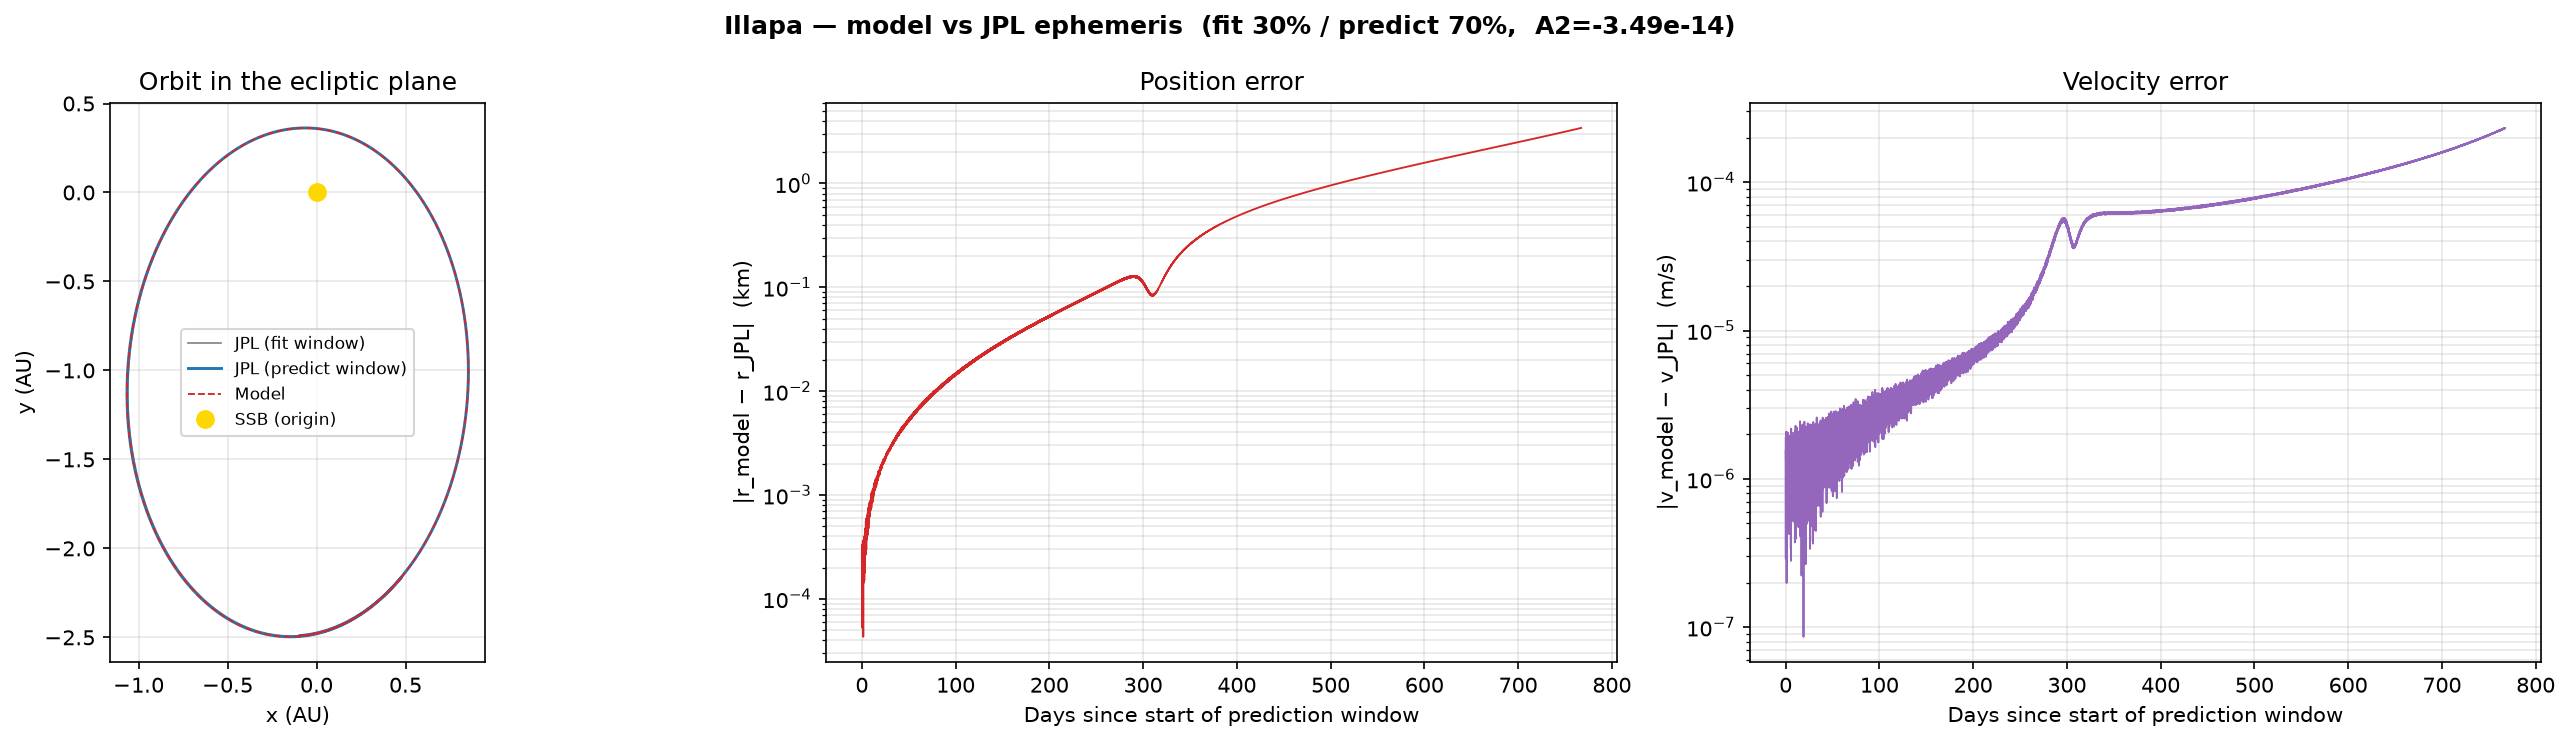 Illapa — model vs JPL ephemeris  (fit 30% / predict 70%,  A2=-3.49e-14)
Orbit in the ecliptic plane
0.5
0.0
−0.5
−1.0
−1.5
−2.0
−2.5
y (AU)
JPL (fit window)
JPL (predict window)
Model
SSB (origin)
−1.0 −0.5 0.0 0.5
x (AU)
Position error
10⁰
10⁻¹
10⁻²
10⁻³
10⁻⁴
|r_model − r_JPL|  (km)
0 100 200 300 400 500 600 700 800
Days since start of prediction window
Velocity error
10⁻⁴
10⁻⁵
10⁻⁶
10⁻⁷
|v_model − v_JPL|  (m/s)
0 100 200 300 400 500 600 700 800
Days since start of prediction window